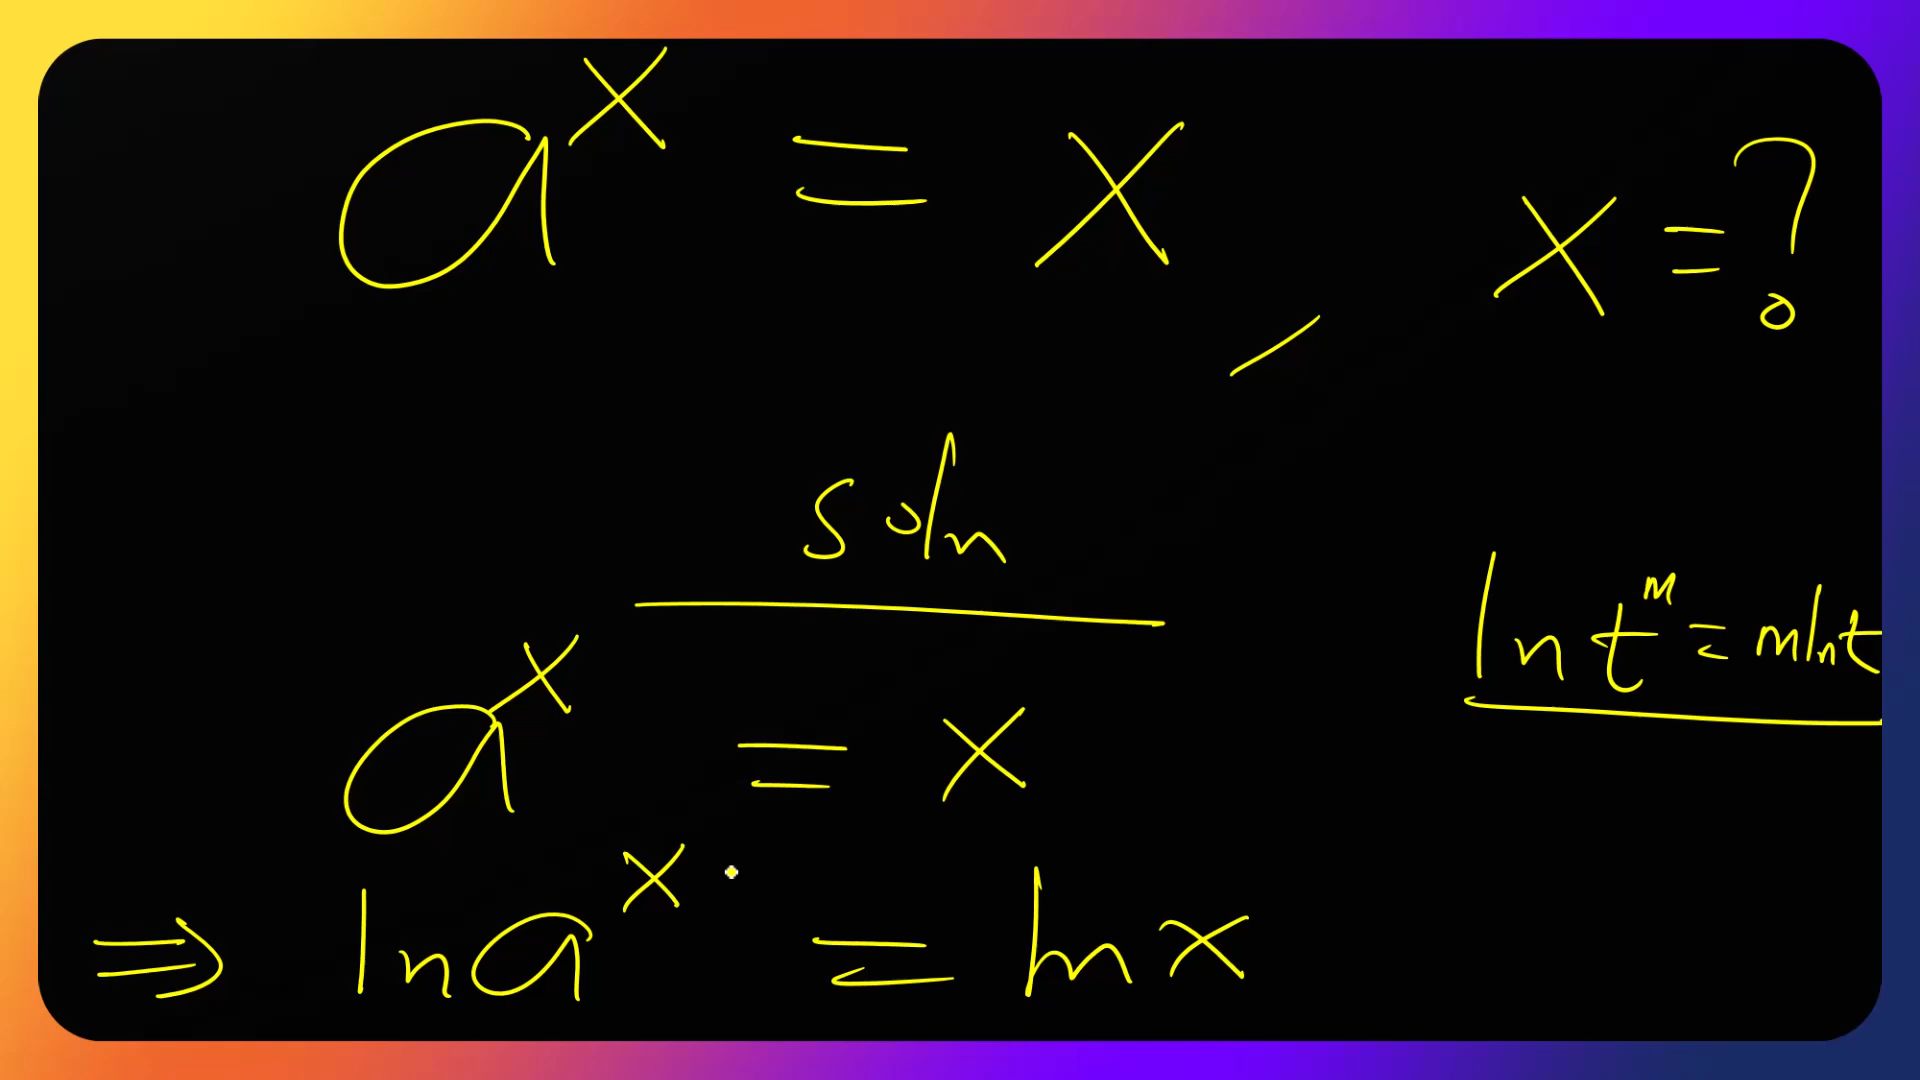 a^x = x , x = ?
soln
a^x = x
ln t^m = m ln t
⇒ ln a^x = ln x